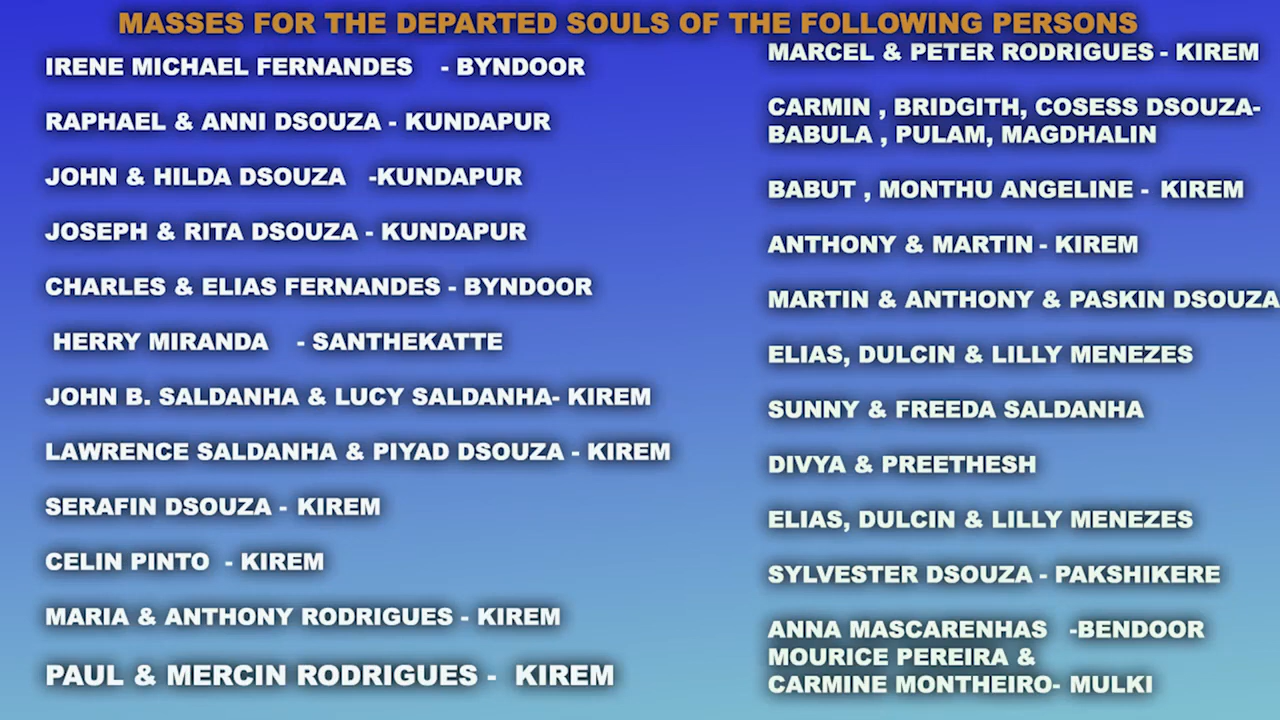 MASSES FOR THE DEPARTED SOULS OF THE FOLLOWING PERSONS
IRENE MICHAEL FERNANDES - BYNDOOR
RAPHAEL & ANNI DSOUZA - KUNDAPUR
JOHN & HILDA DSOUZA -KUNDAPUR
JOSEPH & RITA DSOUZA - KUNDAPUR
CHARLES & ELIAS FERNANDES - BYNDOOR
HERRY MIRANDA - SANTHEKATTE
JOHN B. SALDANHA & LUCY SALDANHA- KIREM
LAWRENCE SALDANHA & PIYAD DSOUZA - KIREM
SERAFIN DSOUZA - KIREM
CELIN PINTO - KIREM
MARIA & ANTHONY RODRIGUES - KIREM
PAUL & MERCIN RODRIGUES - KIREM
MARCEL & PETER RODRIGUES - KIREM
CARMIN , BRIDGITH, COSESS DSOUZA-
BABULA , PULAM, MAGDHALIN
BABUT , MONTHU ANGELINE - KIREM
ANTHONY & MARTIN - KIREM
MARTIN & ANTHONY & PASKIN DSOUZA
ELIAS, DULCIN & LILLY MENEZES
SUNNY & FREEDA SALDANHA
DIVYA & PREETHESH
ELIAS, DULCIN & LILLY MENEZES
SYLVESTER DSOUZA - PAKSHIKERE
ANNA MASCARENHAS -BENDOOR
MOURICE PEREIRA &
CARMINE MONTHEIRO- MULKI